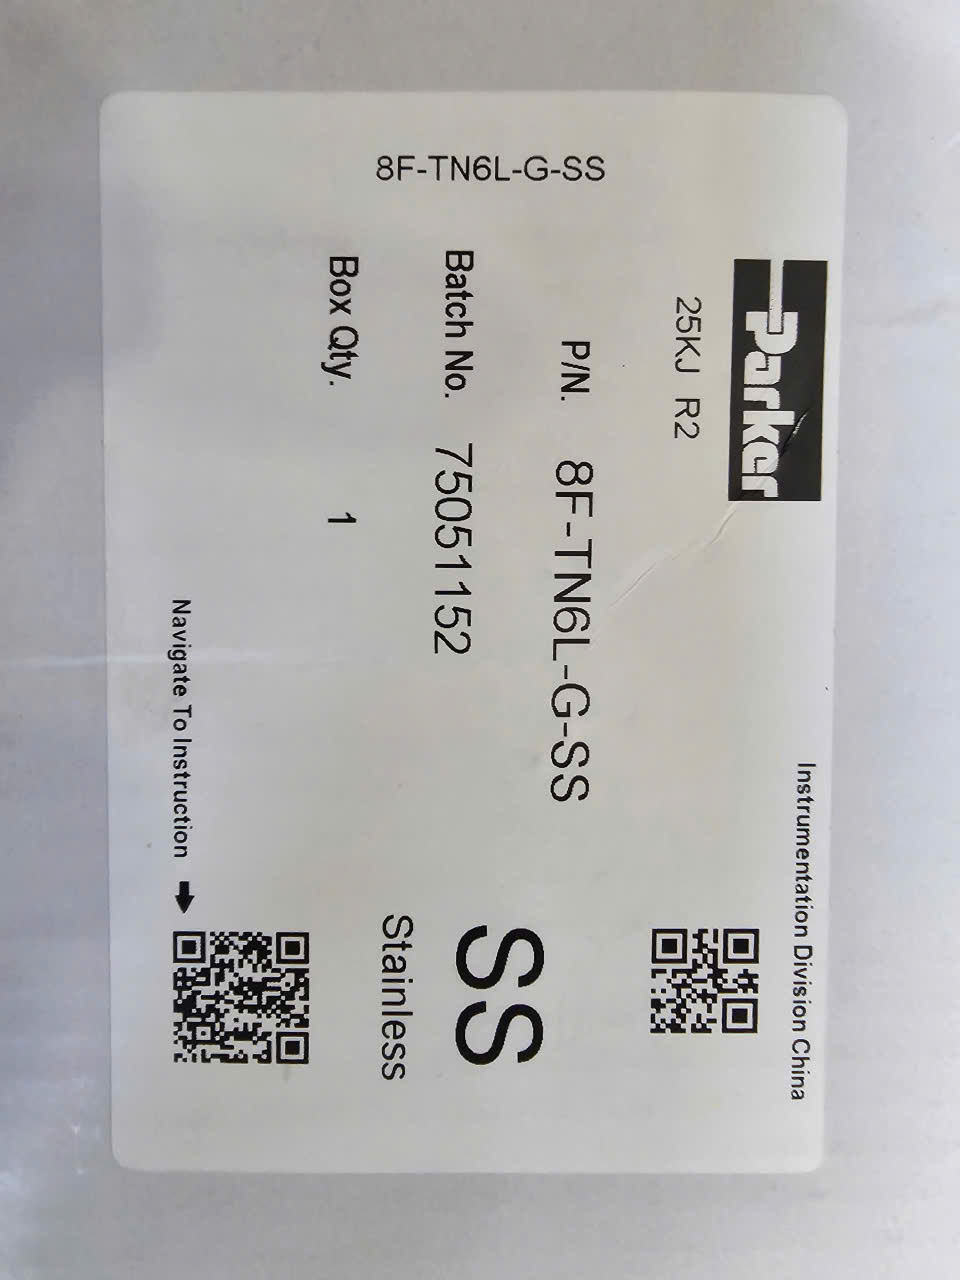 Parker
Instrumentation Division China
25KJ R2
P/N. 8F-TN6L-G-SS
Batch No. 75051152
SS
Stainless
Box Qty. 1
Navigate To Instruction
8F-TN6L-G-SS